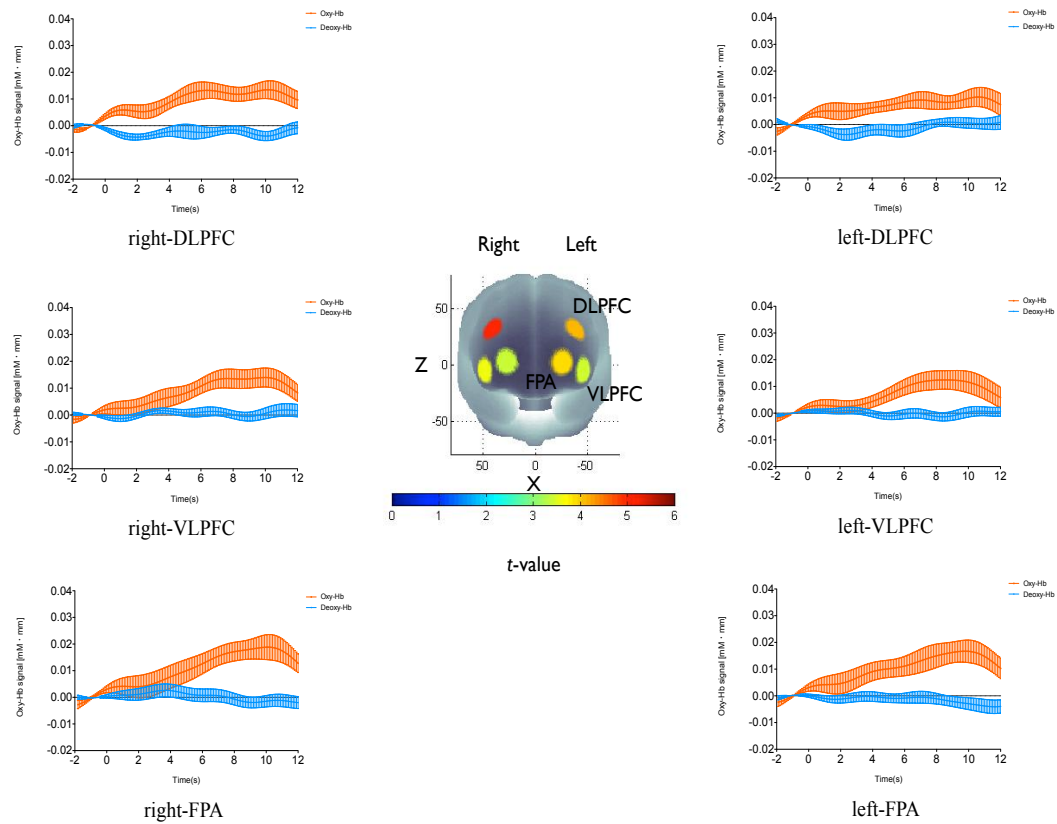 0.04
0.03
0.02
0.01
0.00
-0.01
-0.02
Oxy-Hb signal [mM・mm]
Oxy-Hb
Deoxy-Hb
-2 0 2 4 6 8 10 12
Time(s)
right-DLPFC
0.04
0.03
0.02
0.01
0.00
-0.01
-0.02
Oxy-Hb signal [mM・mm]
Oxy-Hb
Deoxy-Hb
-2 0 2 4 6 8 10 12
Time(s)
left-DLPFC
Right Left
50
0
-50
Z
DLPFC
FPA
VLPFC
50 0 -50
X
0 1 2 3 4 5 6
t-value
0.04
0.03
0.02
0.01
0.00
-0.01
-0.02
Oxy-Hb signal [mM・mm]
Oxy-Hb
Deoxy-Hb
-2 0 2 4 6 8 10 12
Time(s)
right-VLPFC
0.04
0.03
0.02
0.01
0.00
-0.01
-0.02
Oxy-Hb signal [mM・mm]
Oxy-Hb
Deoxy-Hb
-2 0 2 4 6 8 10 12
Time(s)
left-VLPFC
0.04
0.03
0.02
0.01
0.00
-0.01
-0.02
Oxy-Hb signal [mM・mm]
Oxy-Hb
Deoxy-Hb
-2 0 2 4 6 8 10 12
Time(s)
right-FPA
0.04
0.03
0.02
0.01
0.00
-0.01
-0.02
Oxy-Hb signal [mM・mm]
Oxy-Hb
Deoxy-Hb
-2 0 2 4 6 8 10 12
Time(s)
left-FPA